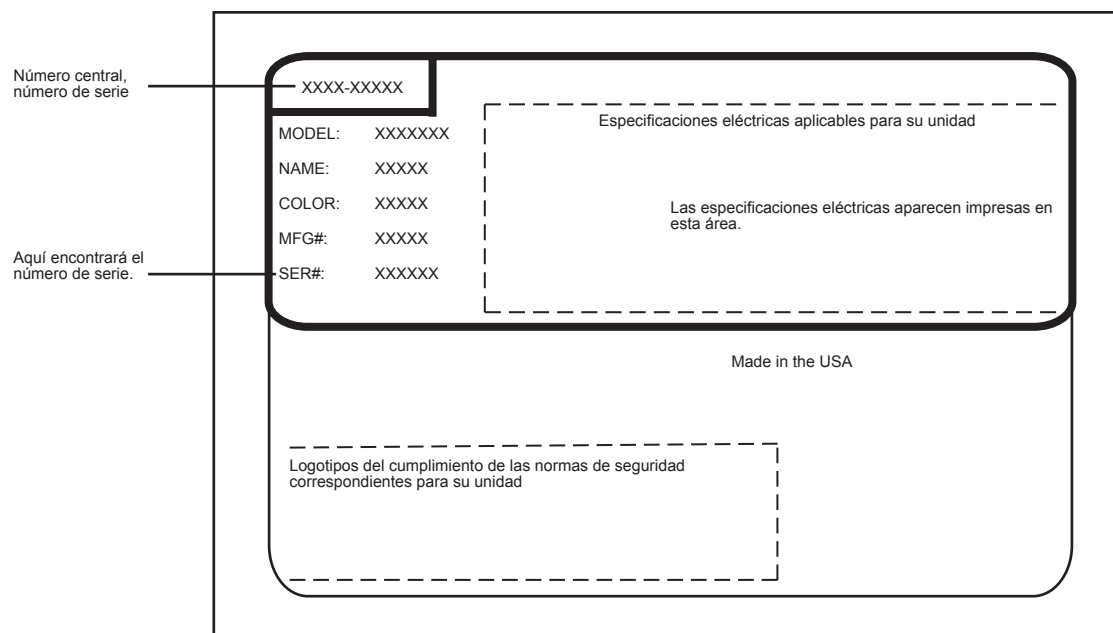 Número central,
número de serie
XXXX-XXXXX
MODEL: XXXXXXX
NAME: XXXXX
COLOR: XXXXX
MFG#: XXXXX
Aquí encontrará el
número de serie.
SER#: XXXXXX
Especificaciones eléctricas aplicables para su unidad
Las especificaciones eléctricas aparecen impresas en
esta área.
Made in the USA
Logotipos del cumplimiento de las normas de seguridad
correspondientes para su unidad